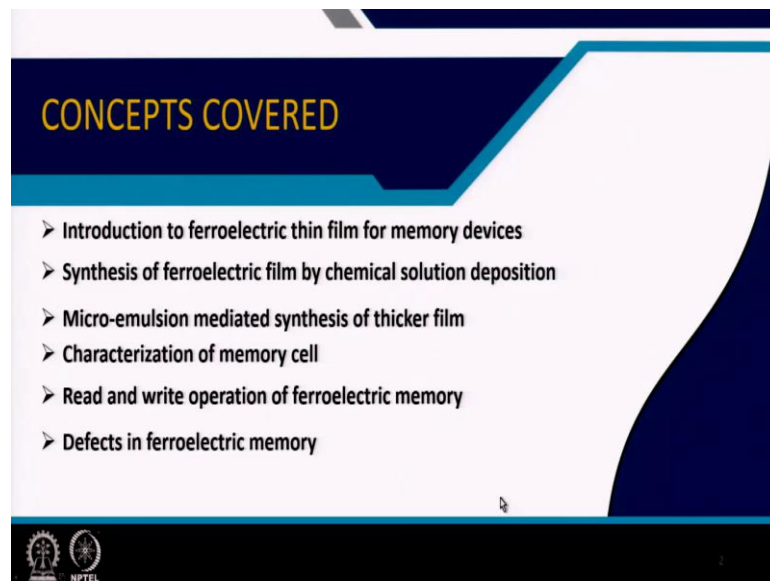 CONCEPTS COVERED
➢ Introduction to ferroelectric thin film for memory devices
➢ Synthesis of ferroelectric film by chemical solution deposition
➢ Micro-emulsion mediated synthesis of thicker film
➢ Characterization of memory cell
➢ Read and write operation of ferroelectric memory
➢ Defects in ferroelectric memory
NPTEL
2